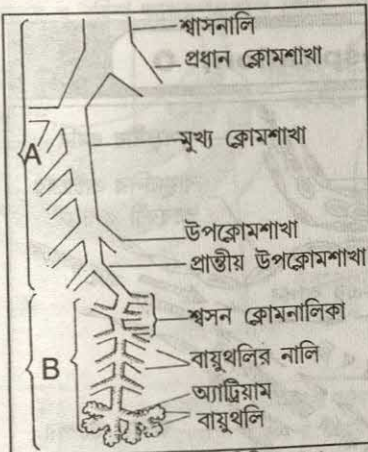 শ্বাসনালি
প্রধান ক্লোমশাখা
A
মুখ্য ক্লোমশাখা
উপক্লোমশাখা
প্রান্তীয় উপক্লোমশাখা
শ্বসন ক্লোমনালিকা
B
বায়ুথলির নালি
অ্যাট্রিয়াম
বায়ুথলি